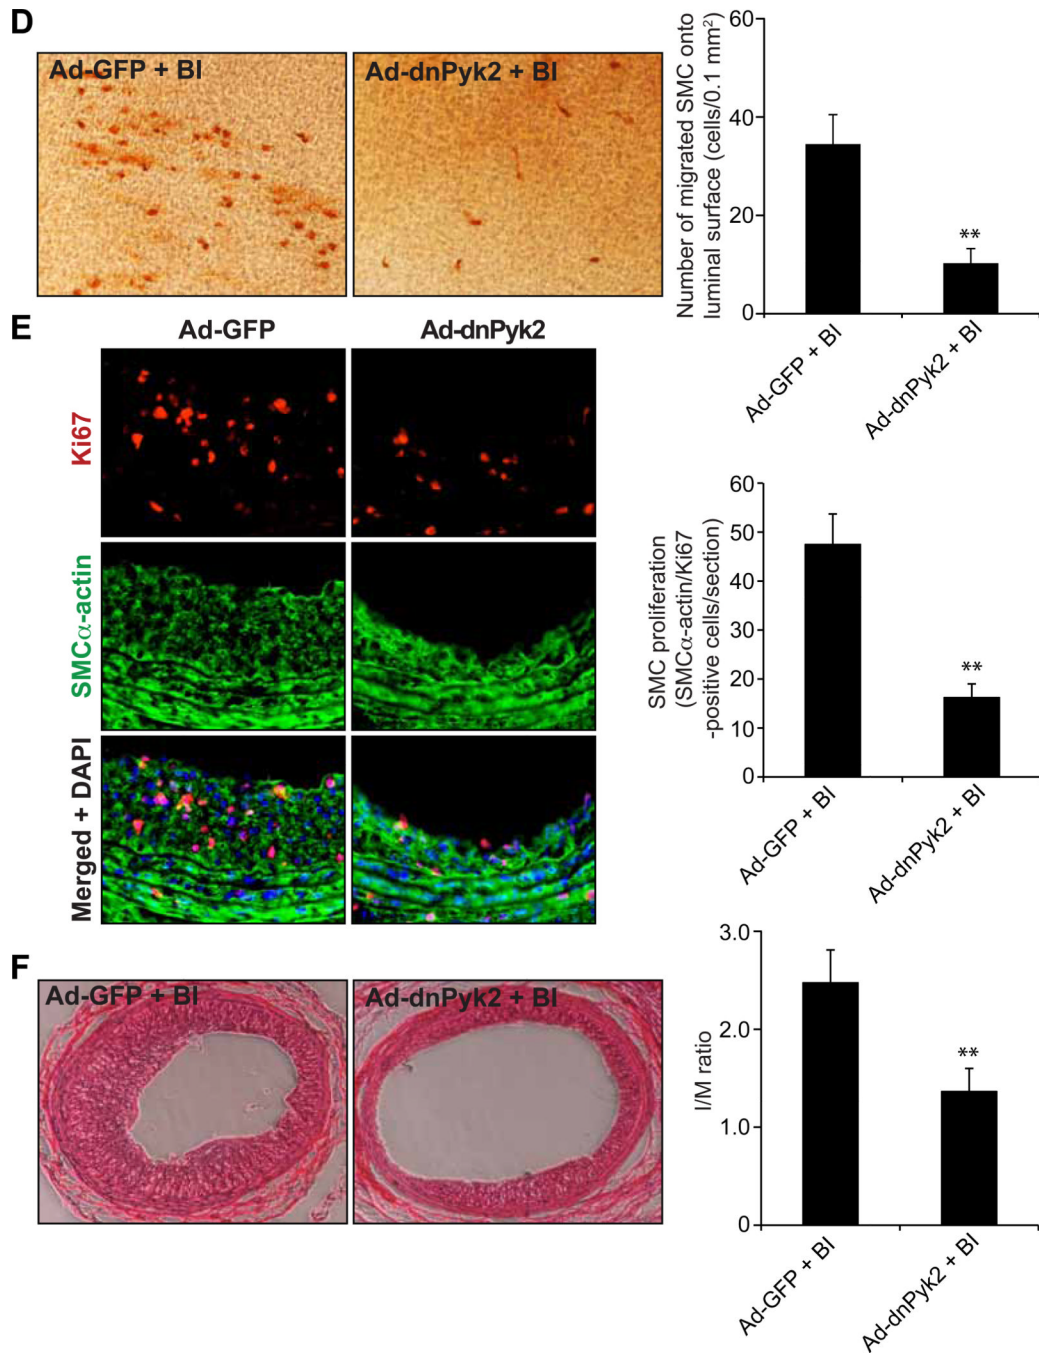 D
Ad-GFP + BI
Ad-dnPyk2 + BI
Number of migrated SMC onto
luminal surface (cells/0.1 mm²)
60
40
20
0
**
Ad-GFP + BI
Ad-dnPyk2 + BI
E
Ad-GFP
Ad-dnPyk2
Ki67
SMCα-actin
Merged + DAPI
SMC proliferation
(SMCα-actin/Ki67
-positive cells/section)
60
50
40
30
20
10
0
**
Ad-GFP + BI
Ad-dnPyk2 + BI
F
Ad-GFP + BI
Ad-dnPyk2 + BI
I/M ratio
3.0
2.0
1.0
0
**
Ad-GFP + BI
Ad-dnPyk2 + BI